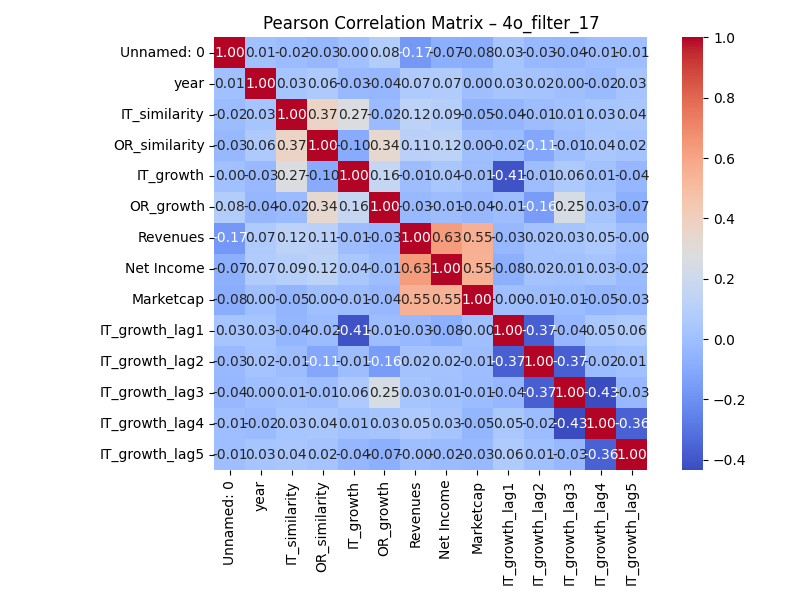 Pearson Correlation Matrix – 4o_filter_17
Unnamed: 0 1.00 0.01 -0.02 -0.03 0.00 0.08 -0.17 -0.07 -0.08 0.03 -0.03 -0.04 -0.01 -0.01
year 0.01 1.00 0.03 0.06 -0.03 -0.04 0.07 0.07 0.00 0.03 0.02 0.00 -0.02 0.03
IT_similarity -0.02 0.03 1.00 0.37 0.27 -0.02 0.12 0.09 -0.05 -0.04 -0.01 0.01 0.03 0.04
OR_similarity -0.03 0.06 0.37 1.00 -0.10 0.34 0.11 0.12 0.00 -0.02 -0.11 -0.01 0.04 0.02
IT_growth 0.00 -0.03 0.27 -0.10 1.00 0.16 -0.01 0.04 -0.01 -0.41 -0.01 0.06 0.01 -0.04
OR_growth 0.08 -0.04 -0.02 0.34 0.16 1.00 -0.03 -0.01 -0.04 -0.01 -0.16 0.25 0.03 -0.07
Revenues -0.17 0.07 0.12 0.11 -0.01 -0.03 1.00 0.63 0.55 -0.03 0.02 0.03 0.05 -0.00
Net Income -0.07 0.07 0.09 0.12 0.04 -0.01 0.63 1.00 0.55 -0.08 0.02 0.01 0.03 -0.02
Marketcap -0.08 0.00 -0.05 0.00 -0.01 -0.04 0.55 0.55 1.00 -0.00 -0.01 -0.01 -0.05 -0.03
IT_growth_lag1 0.03 0.03 -0.04 -0.02 -0.41 -0.01 -0.03 -0.08 -0.00 1.00 -0.37 -0.04 0.05 0.06
IT_growth_lag2 -0.03 0.02 -0.01 -0.11 -0.01 -0.16 0.02 0.02 -0.01 -0.37 1.00 -0.37 -0.02 0.01
IT_growth_lag3 -0.04 0.00 0.01 -0.01 0.06 0.25 0.03 0.01 -0.01 -0.04 -0.37 1.00 -0.43 -0.03
IT_growth_lag4 -0.01 -0.02 0.03 0.04 0.01 0.03 0.05 0.03 -0.05 0.05 -0.02 -0.43 1.00 -0.36
IT_growth_lag5 -0.01 0.03 0.04 0.02 -0.04 -0.07 -0.00 -0.02 -0.03 0.06 0.01 -0.03 -0.36 1.00
Unnamed: 0
year
IT_similarity
OR_similarity
IT_growth
OR_growth
Revenues
Net Income
Marketcap
IT_growth_lag1
IT_growth_lag2
IT_growth_lag3
IT_growth_lag4
IT_growth_lag5
1.0
0.8
0.6
0.4
0.2
0.0
−0.2
−0.4